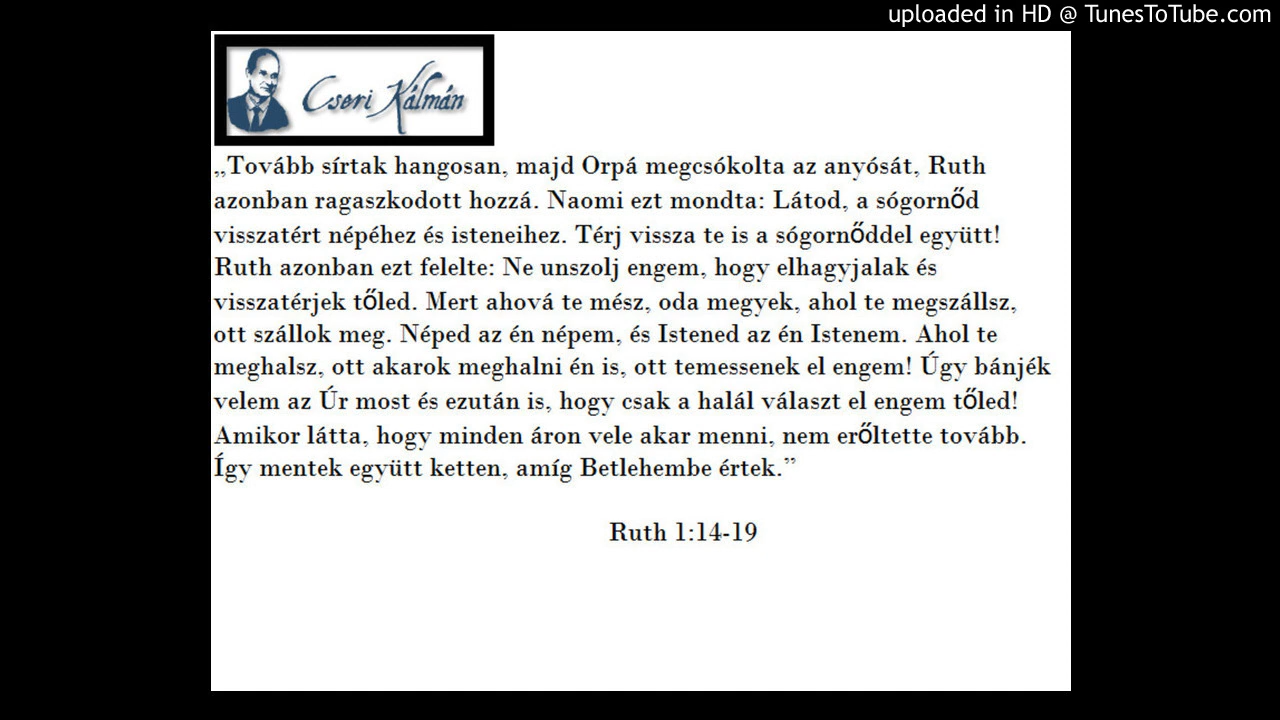 uploaded in HD @ TunesToTube.com
Cseri Kálmán
„Tovább sírtak hangosan, majd Orpá megcsókolta az anyósát, Ruth
azonban ragaszkodott hozzá. Naomi ezt mondta: Látod, a sógornőd
visszatért népéhez és isteneihez. Térj vissza te is a sógornőddel együtt!
Ruth azonban ezt felelte: Ne unszolj engem, hogy elhagyjalak és
visszatérjek tőled. Mert ahová te mész, oda megyek, ahol te megszállsz,
ott szállok meg. Néped az én népem, és Istened az én Istenem. Ahol te
meghalsz, ott akarok meghalni én is, ott temessenek el engem! Úgy bánjék
velem az Úr most és ezután is, hogy csak a halál választ el engem tőled!
Amikor látta, hogy minden áron vele akar menni, nem erőltette tovább.
Így mentek együtt ketten, amíg Betlehembe értek.”
Ruth 1:14-19